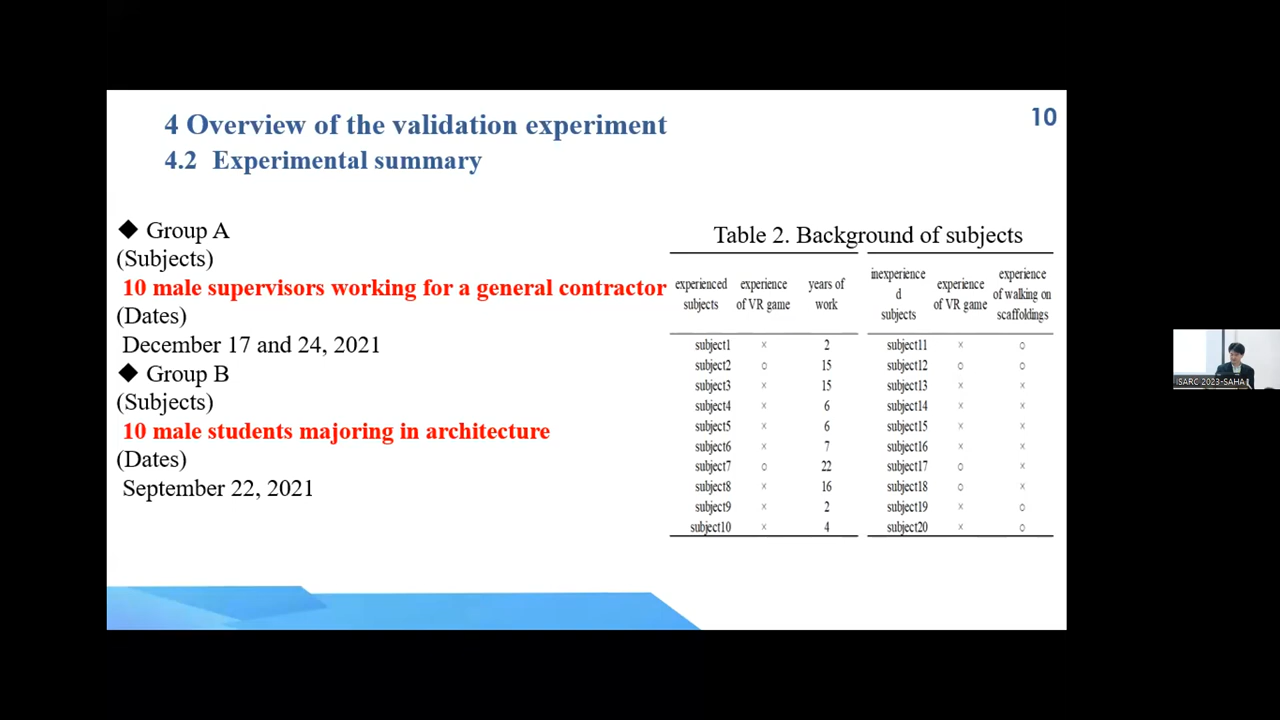 4 Overview of the validation experiment
10
4.2 Experimental summary
◆ Group A
(Subjects)
10 male supervisors working for a general contractor
(Dates)
December 17 and 24, 2021
◆ Group B
(Subjects)
10 male students majoring in architecture
(Dates)
September 22, 2021
Table 2. Background of subjects
experienced subjects experience of VR game years of work
subject1 × 2
subject2 ○ 15
subject3 × 15
subject4 × 6
subject5 × 6
subject6 × 7
subject7 ○ 22
subject8 × 16
subject9 × 2
subject10 × 4
inexperience d subjects experience of VR game experience of walking on scaffoldings
subject11 × ○
subject12 ○ ○
subject13 × ×
subject14 × ×
subject15 × ×
subject16 × ×
subject17 ○ ×
subject18 ○ ×
subject19 × ○
subject20 × ○
ISARC 2023-SAHA